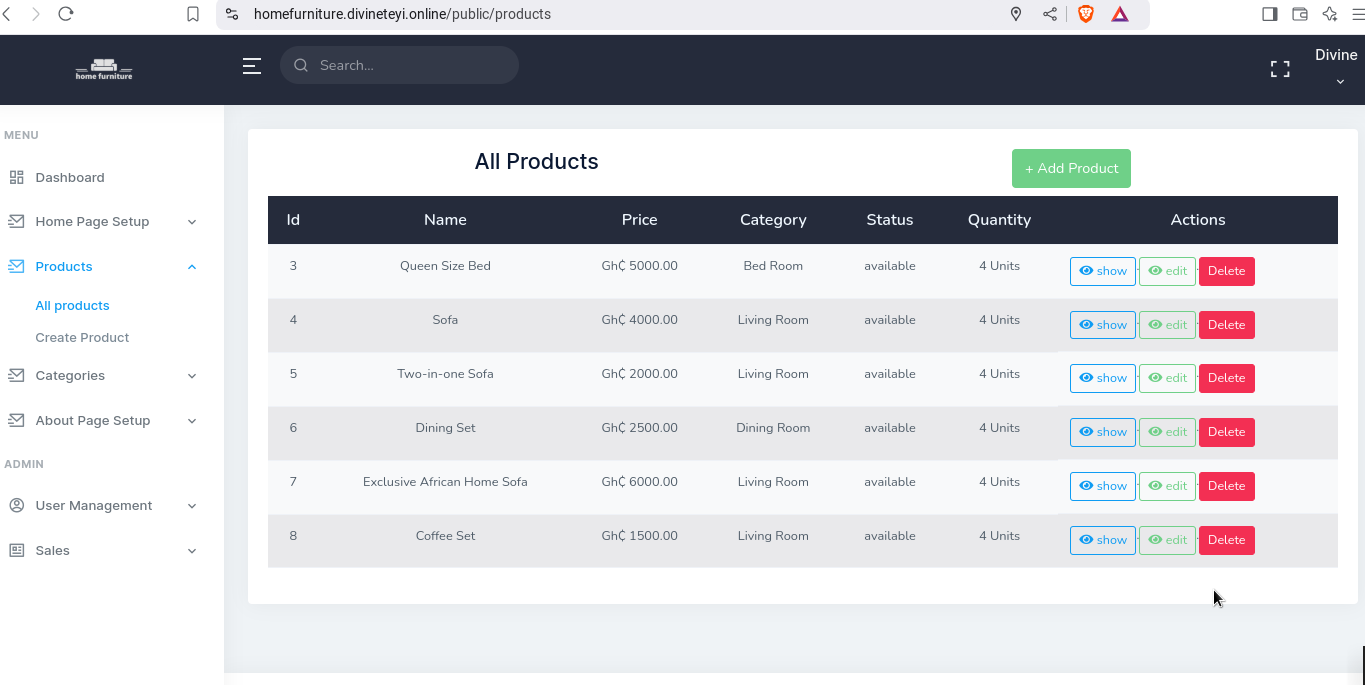 homefurniture.divineteyi.online/public/products
home furniture
Search...
Divine
MENU
Dashboard
Home Page Setup
Products
All products
Create Product
Categories
About Page Setup
ADMIN
User Management
Sales
All Products
+ Add Product
Id Name Price Category Status Quantity Actions
3 Queen Size Bed Gh₵ 5000.00 Bed Room available 4 Units show edit Delete
4 Sofa Gh₵ 4000.00 Living Room available 4 Units show edit Delete
5 Two-in-one Sofa Gh₵ 2000.00 Living Room available 4 Units show edit Delete
6 Dining Set Gh₵ 2500.00 Dining Room available 4 Units show edit Delete
7 Exclusive African Home Sofa Gh₵ 6000.00 Living Room available 4 Units show edit Delete
8 Coffee Set Gh₵ 1500.00 Living Room available 4 Units show edit Delete